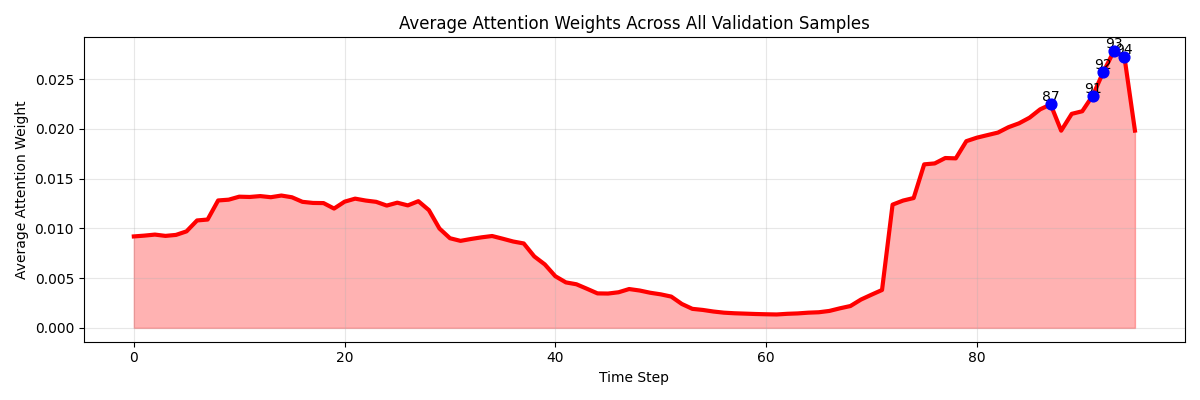 Average Attention Weights Across All Validation Samples
Average Attention Weight
0.025
0.020
0.015
0.010
0.005
0.000
87
91
92
93
94
0 20 40 60 80
Time Step